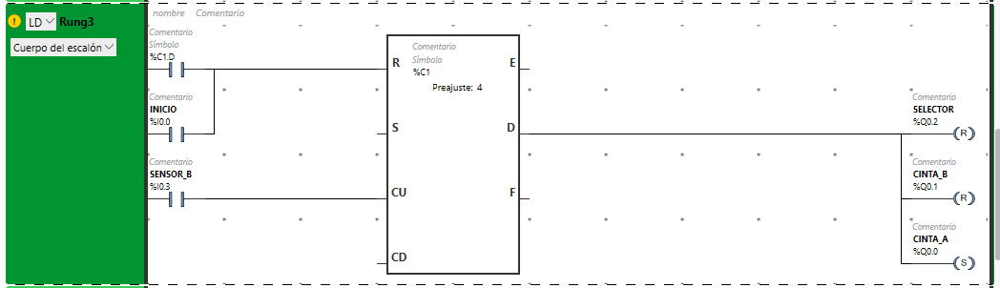 nombre Comentario
! LD Rung3
Cuerpo del escalón
Comentario
Símbolo
%C1.D
Comentario
INICIO
%I0.0
Comentario
SENSOR_B
%I0.3
Comentario
Símbolo
%C1
Preajuste: 4
R E
S D
CU F
CD
Comentario
SELECTOR
%Q0.2
R
Comentario
CINTA_B
%Q0.1
R
Comentario
CINTA_A
%Q0.0
S